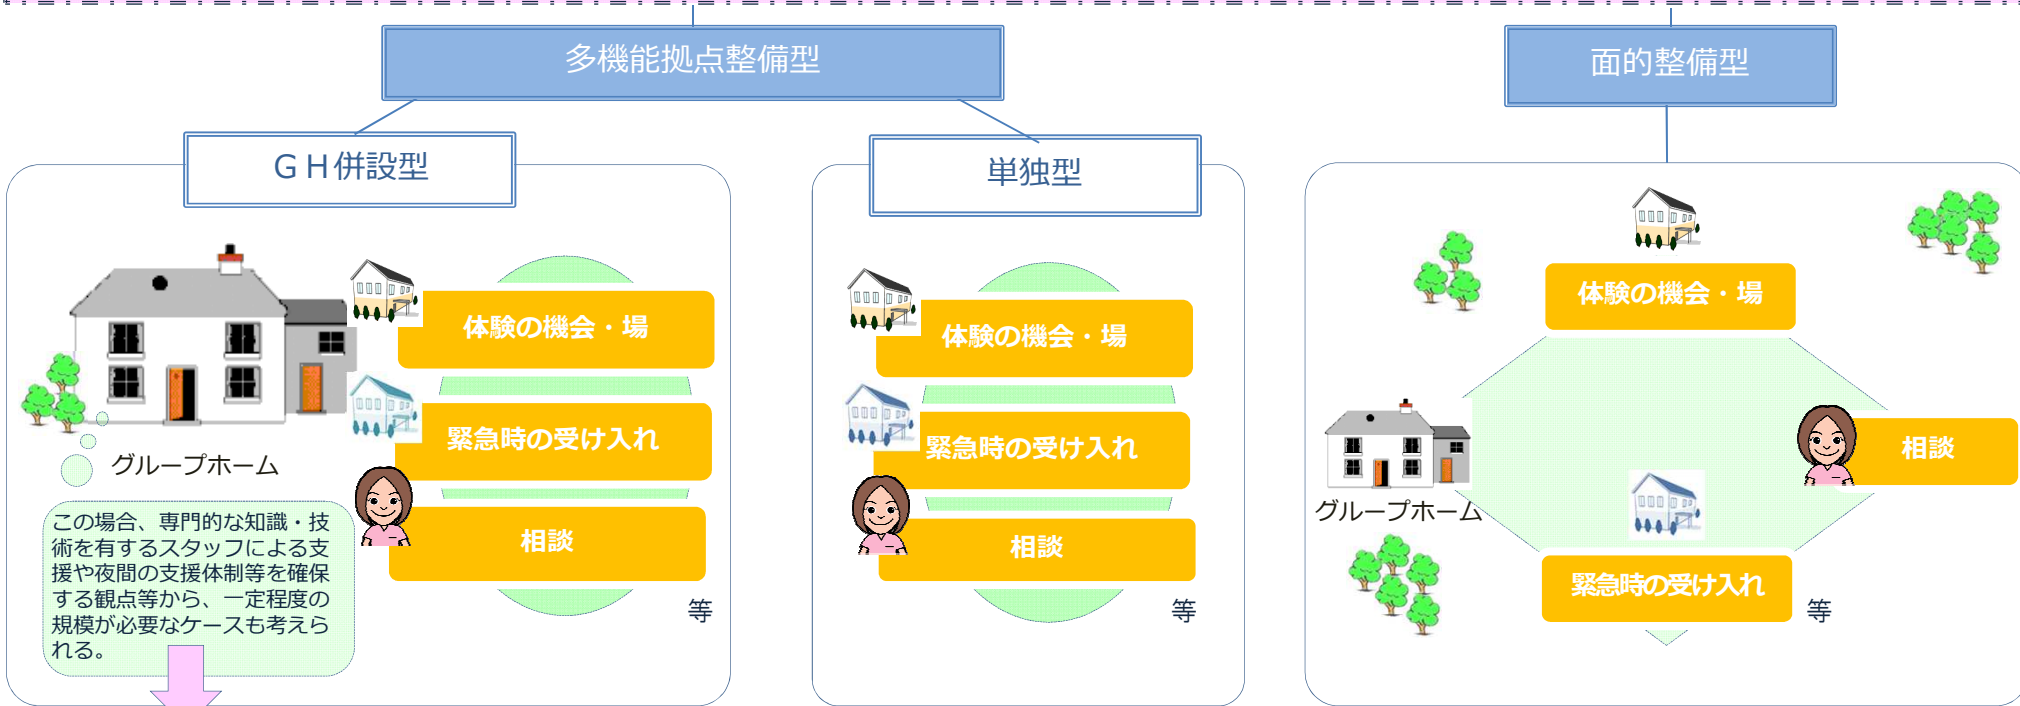 多機能拠点整備型
面的整備型
ＧＨ併設型
体験の機会・場
緊急時の受け入れ
グループホーム
この場合、専門的な知識・技
術を有するスタッフによる支
援や夜間の支援体制等を確保
する観点等から、一定程度の
規模が必要なケースも考えら
れる。
相談
等
単独型
体験の機会・場
緊急時の受け入れ
相談
等
体験の機会・場
相談
グループホーム
緊急時の受け入れ
等